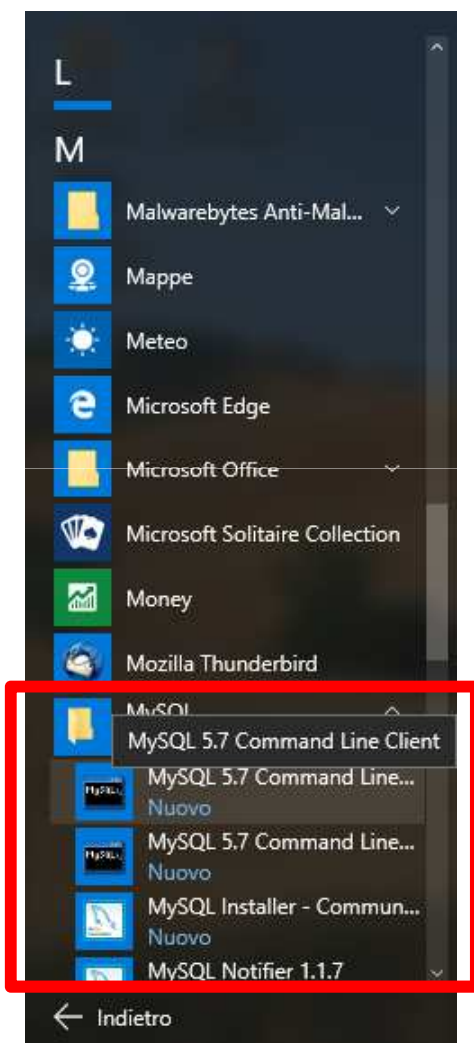 L
M
Malwarebytes Anti-Mal...
Mappe
Meteo
Microsoft Edge
Microsoft Office
Microsoft Solitaire Collection
Money
Mozilla Thunderbird
MySQL
MySQL 5.7 Command Line Client
MySQL 5.7 Command Line...
Nuovo
MySQL 5.7 Command Line...
Nuovo
MySQL Installer - Commun...
Nuovo
MySQL Notifier 1.1.7
Indietro